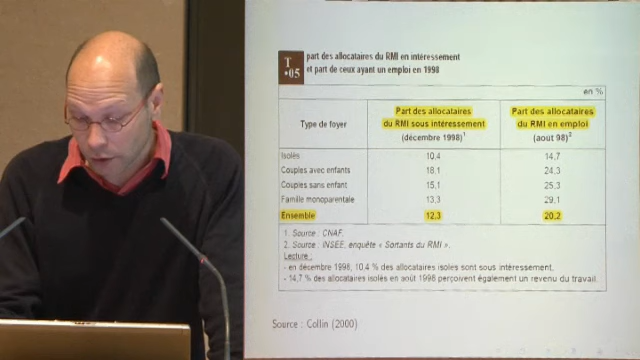 T
•05
part des allocataires du RMI en intéressement
et part de ceux ayant un emploi en 1998
en %
Type de foyer
Part des allocataires
du RMI sous intéressement
(décembre 1998)1
Part des allocataires
du RMI en emploi
(aout 98)2
Isolés 10,4 14,7
Couples avec enfants 18,1 24,3
Couples sans enfant 15,1 25,3
Famille monoparentale 13,3 29,1
Ensemble 12,3 20,2
1. Source : CNAF.
2. Source : INSEE, enquête « Sortants du RMI ».
Lecture :
- en décembre 1998, 10,4 % des allocataires isolés sont sous intéressement,
- 14,7 % des allocataires isolés en août 1998 perçoivent également un revenu du travail.
Source : Collin (2000)